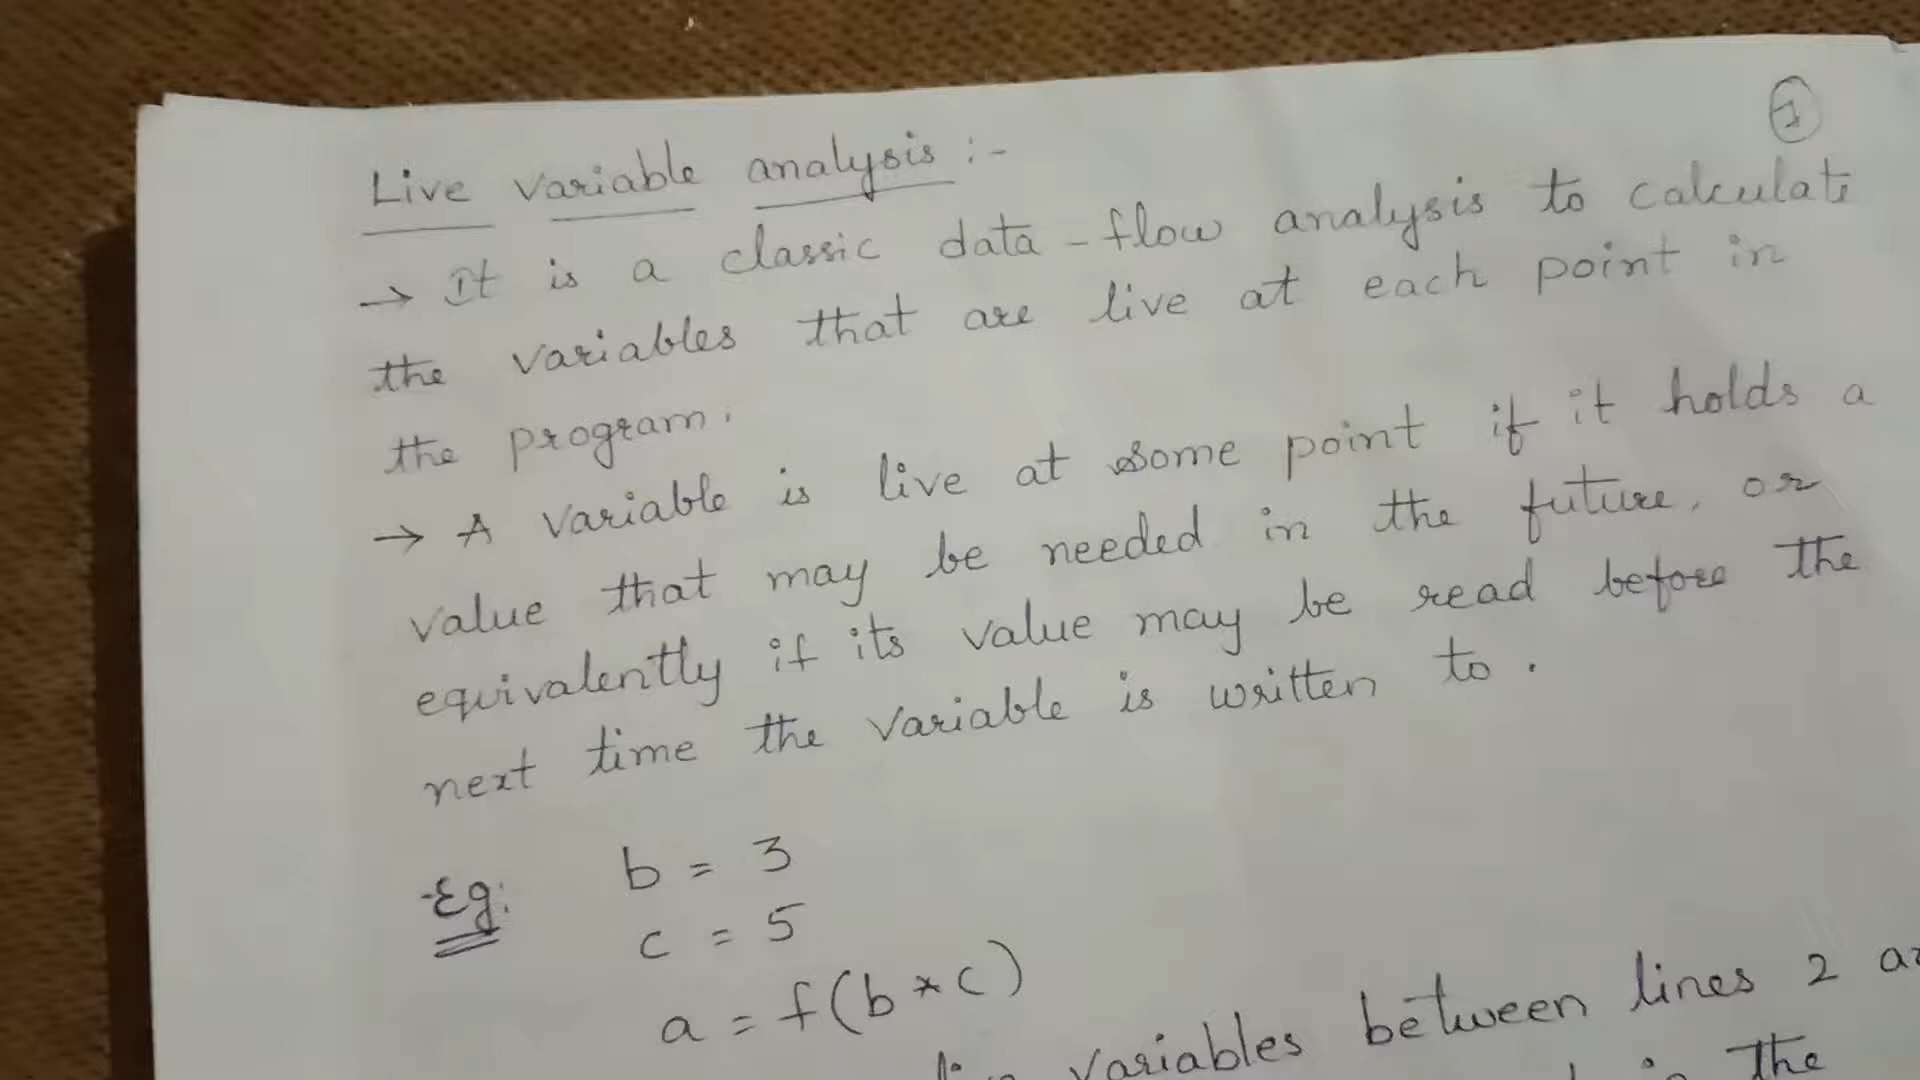 1
Live variable analysis :-
→ It is a classic data-flow analysis to calculate
the variables that are live at each point in
the program.
→ A variable is live at some point if it holds a
value that may be needed in the future, or
equivalently if its value may be read before the
next time the variable is written to.
Eg: b = 3
c = 5
a = f(b*c)
variables between lines 2
the